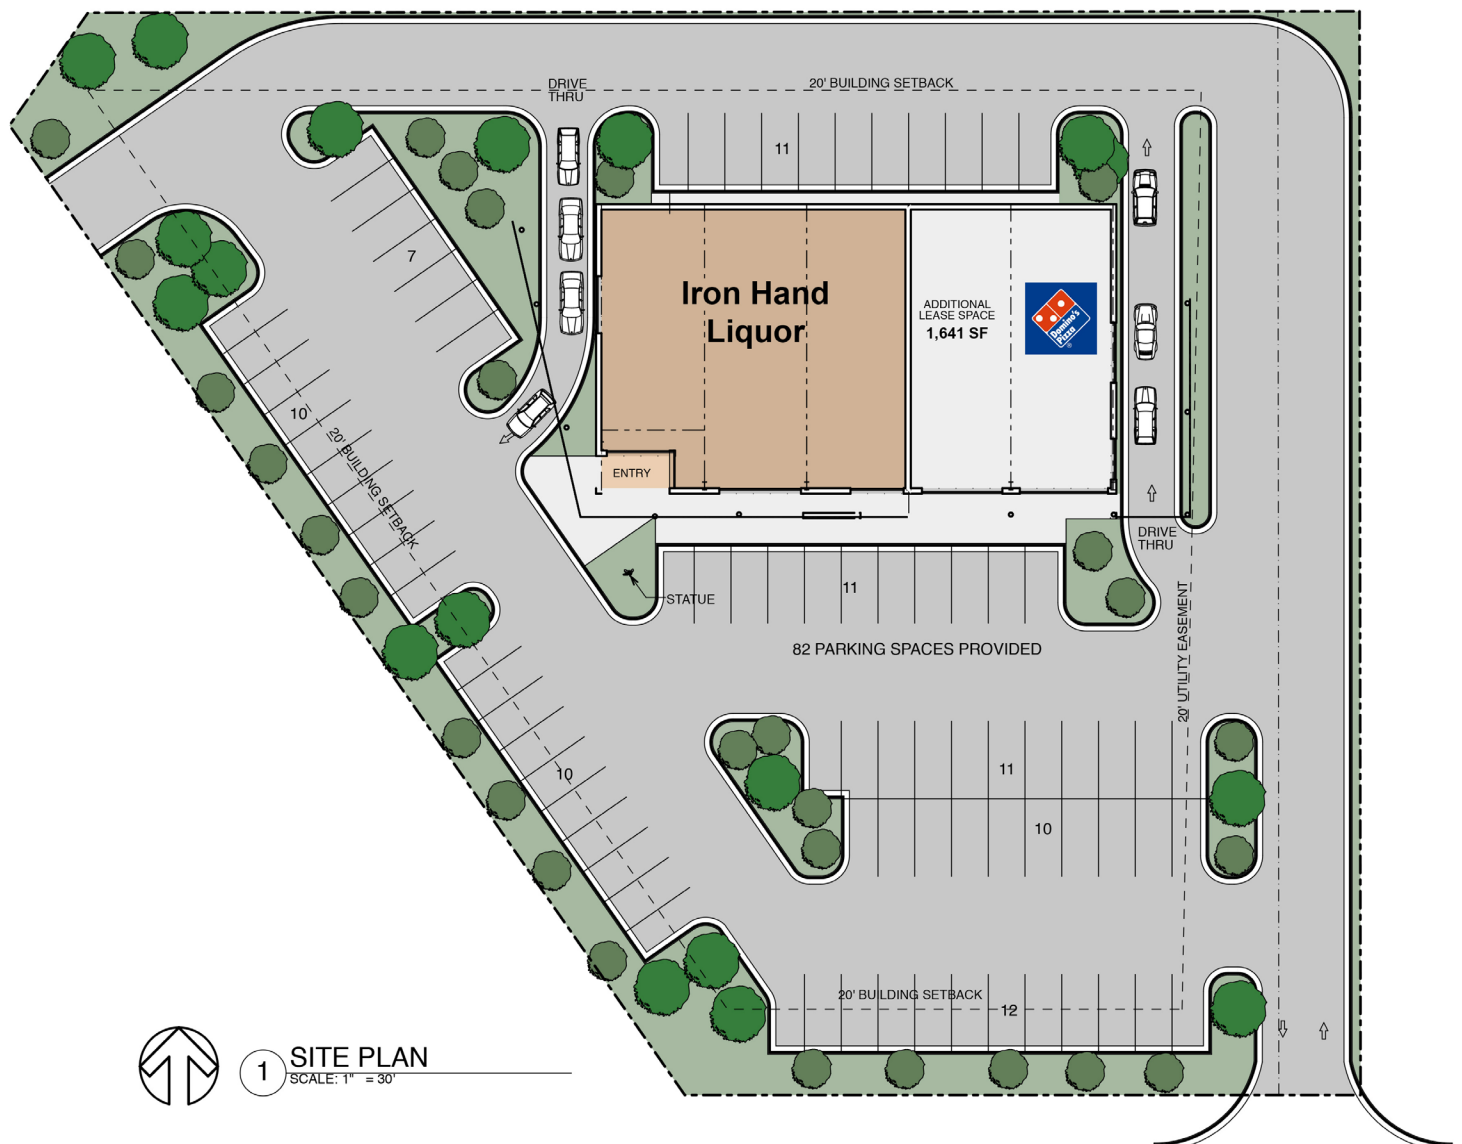 DRIVE
THRU
20' BUILDING SETBACK
11
7
Iron Hand
Liquor
ADDITIONAL
LEASE SPACE
1,641 SF
Domino's
Pizza
®
10
20' BUILDING SETBACK
ENTRY
DRIVE
THRU
STATUE
11
82 PARKING SPACES PROVIDED
20' UTILITY EASEMENT
10
11
10
20' BUILDING SETBACK
12
1
SITE PLAN
SCALE: 1" = 30'